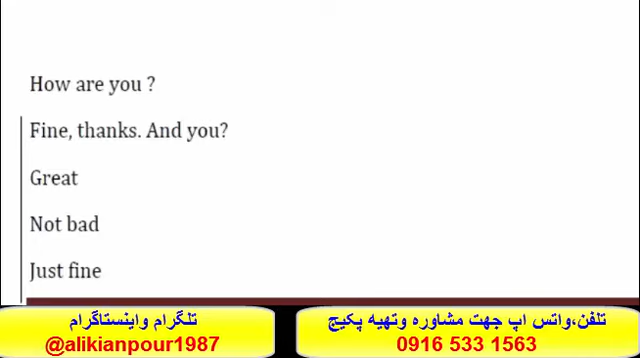 How are you ?
Fine, thanks. And you?
Great
Not bad
Just fine
تلگرام واینستاگرام
@alikianpour1987
تلفن،واتس اپ جهت مشاوره وتهیه پکیج
0916 533 1563